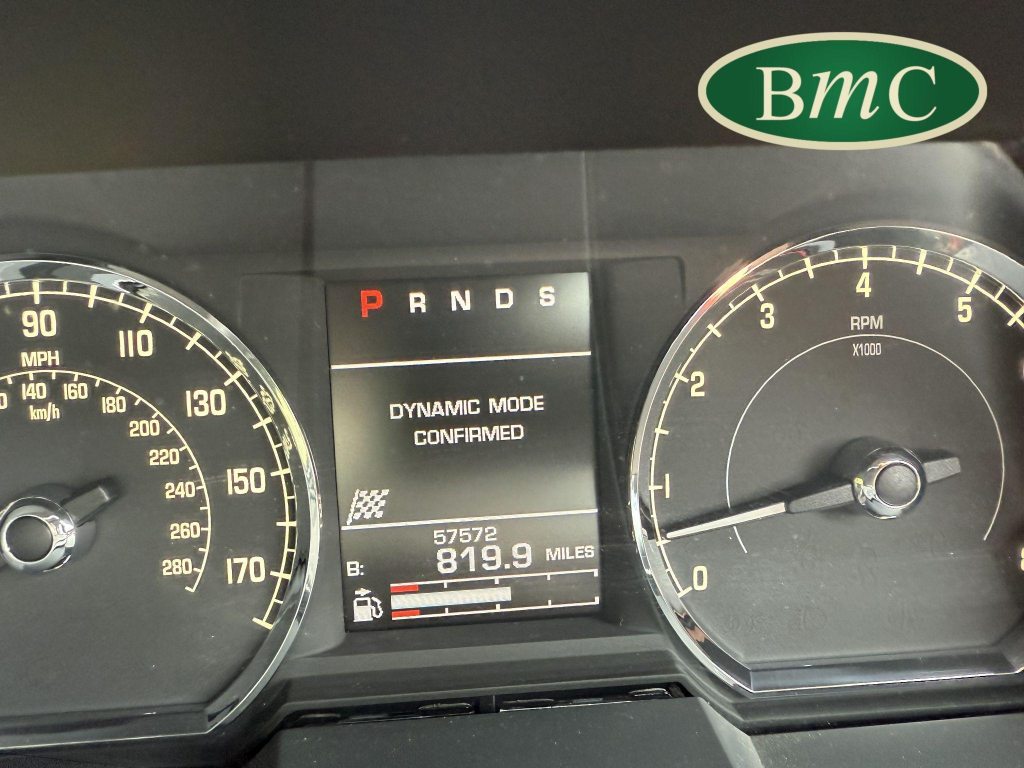 BmC
P R N D S
DYNAMIC MODE
CONFIRMED
57572
B: 819.9 MILES
90
110
130
150
170
MPH
140 160 180 200 220 240 260 280
km/h
0 1 2 3 4 5
RPM
X1000